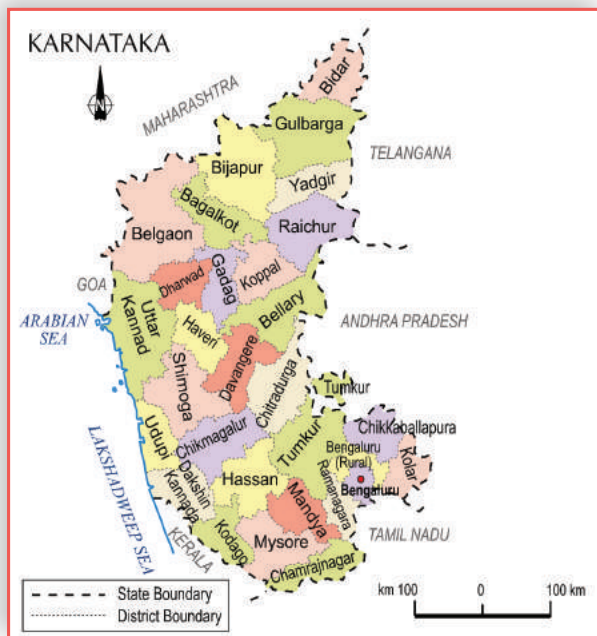 KARNATAKA
N
MAHARASHTRA
Bidar
Gulbarga
TELANGANA
Bijapur
Yadgir
Bagalkot
Raichur
Belgaon
GOA
Dharwad
Gadag
Koppal
ARABIAN
SEA
Uttar
Kannad
Haveri
Bellary
ANDHRA PRADESH
Davangere
Shimoga
Chitradurga
Tumkur
Udupi
Chikmagalur
Tumkur
Chikkaballapura
LAKSHADWEEP SEA
Dakshin
Kannada
Hassan
Bengaluru
(Rural)
Kolar
Ramanagara
Bengaluru
Mandya
KERALA
Kodago
Mysore
TAMIL NADU
Chamrajnagar
State Boundary
District Boundary
km 100 0 100 km